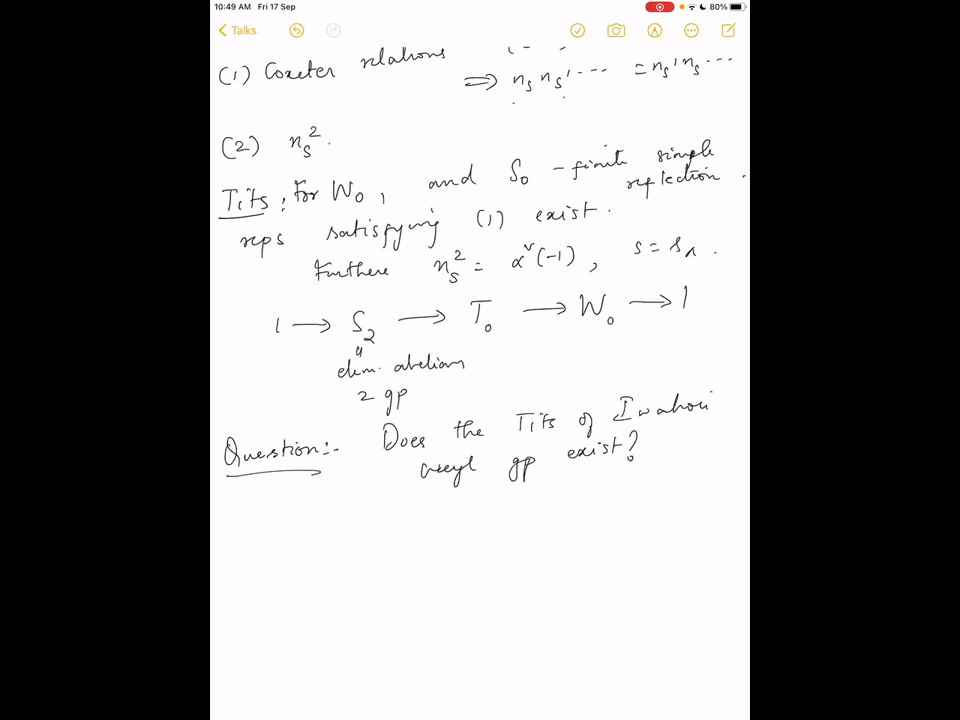 10:49 AM Fri 17 Sep
80%
Talks
(1) Coxeter relations
⟹ n_s n_s' ⋯ = n_s' n_s ⋯
(2) n_s^2.
Tits: For W_0, and S_0 - finite simple reflection.
reps satisfying (1) exist.
Furthere n_s^2 = α^∨(-1), s = s_α.
1 → S_2 → T_0 → W_0 → 1
elem. abelian
2 gp
Question:- Does the Tits of Iwahori
weyl gp exist?